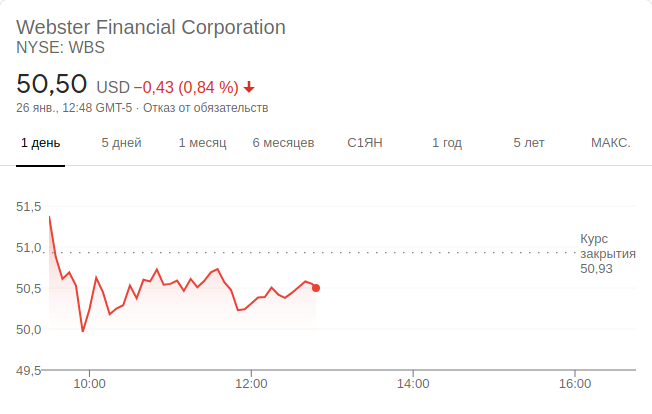 Webster Financial Corporation
NYSE: WBS
50,50 USD −0,43 (0,84 %)
26 янв., 12:48 GMT-5 · Отказ от обязательств
1 день 5 дней 1 месяц 6 месяцев С1ЯН 1 год 5 лет МАКС.
51,5
51,0
50,5
50,0
49,5
Курс
закрытия
50,93
10:00 12:00 14:00 16:00